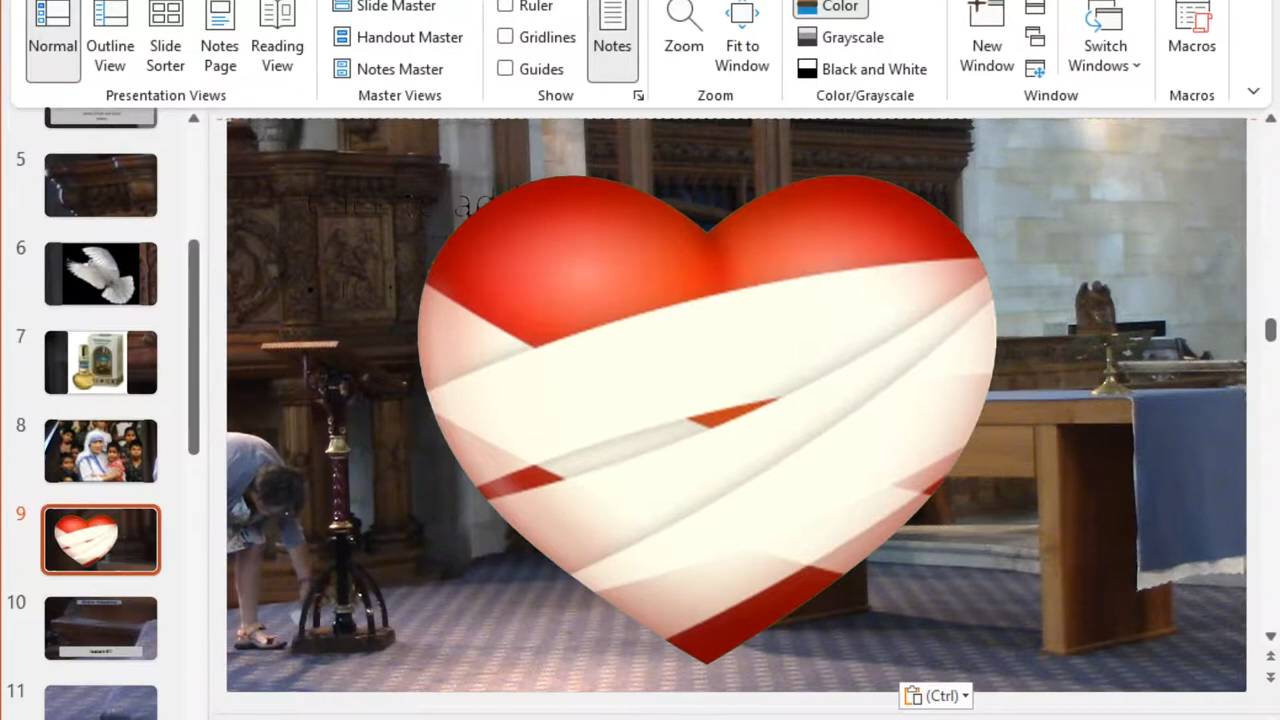 Slide Master
Ruler
Color
Handout Master
Gridlines
Grayscale
Normal
Outline
View
Slide
Sorter
Notes
Page
Reading
View
Notes Master
Guides
Notes
Zoom
Fit to
Window
Black and White
New
Window
Switch
Windows
Macros
Presentation Views
Master Views
Show
Zoom
Color/Grayscale
Window
Macros
5
6
7
8
9
10
11
(Ctrl)